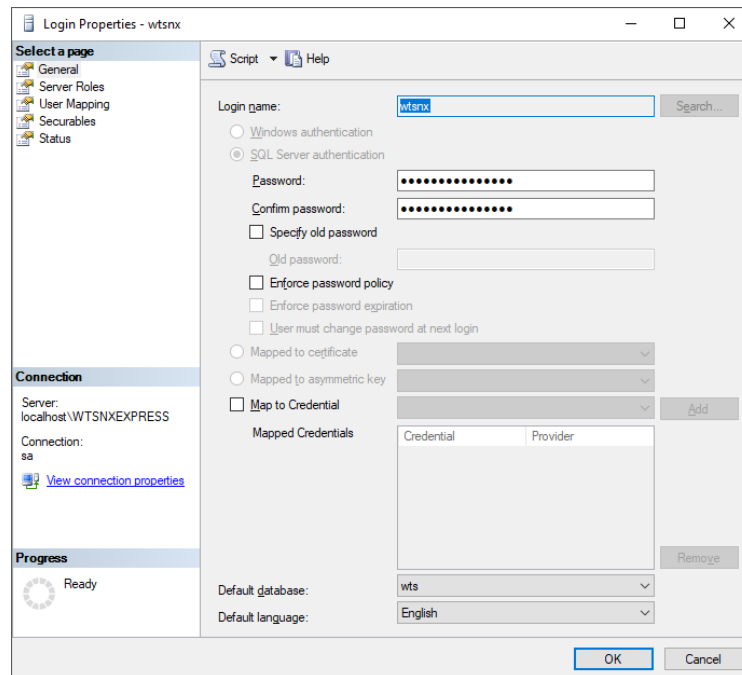 Login Properties - wtsnx
Select a page
General
Server Roles
User Mapping
Securables
Status
Script
Help
Login name:
wtsnx
Search...
Windows authentication
SQL Server authentication
Password:
Confirm password:
Specify old password
Old password:
Enforce password policy
Enforce password expiration
User must change password at next login
Mapped to certificate
Mapped to asymmetric key
Map to Credential
Add
Mapped Credentials
Credential
Provider
Remove
Default database:
wts
Default language:
English
Connection
Server:
localhost\WTSNXEXPRESS
Connection:
sa
View connection properties
Progress
Ready
OK
Cancel